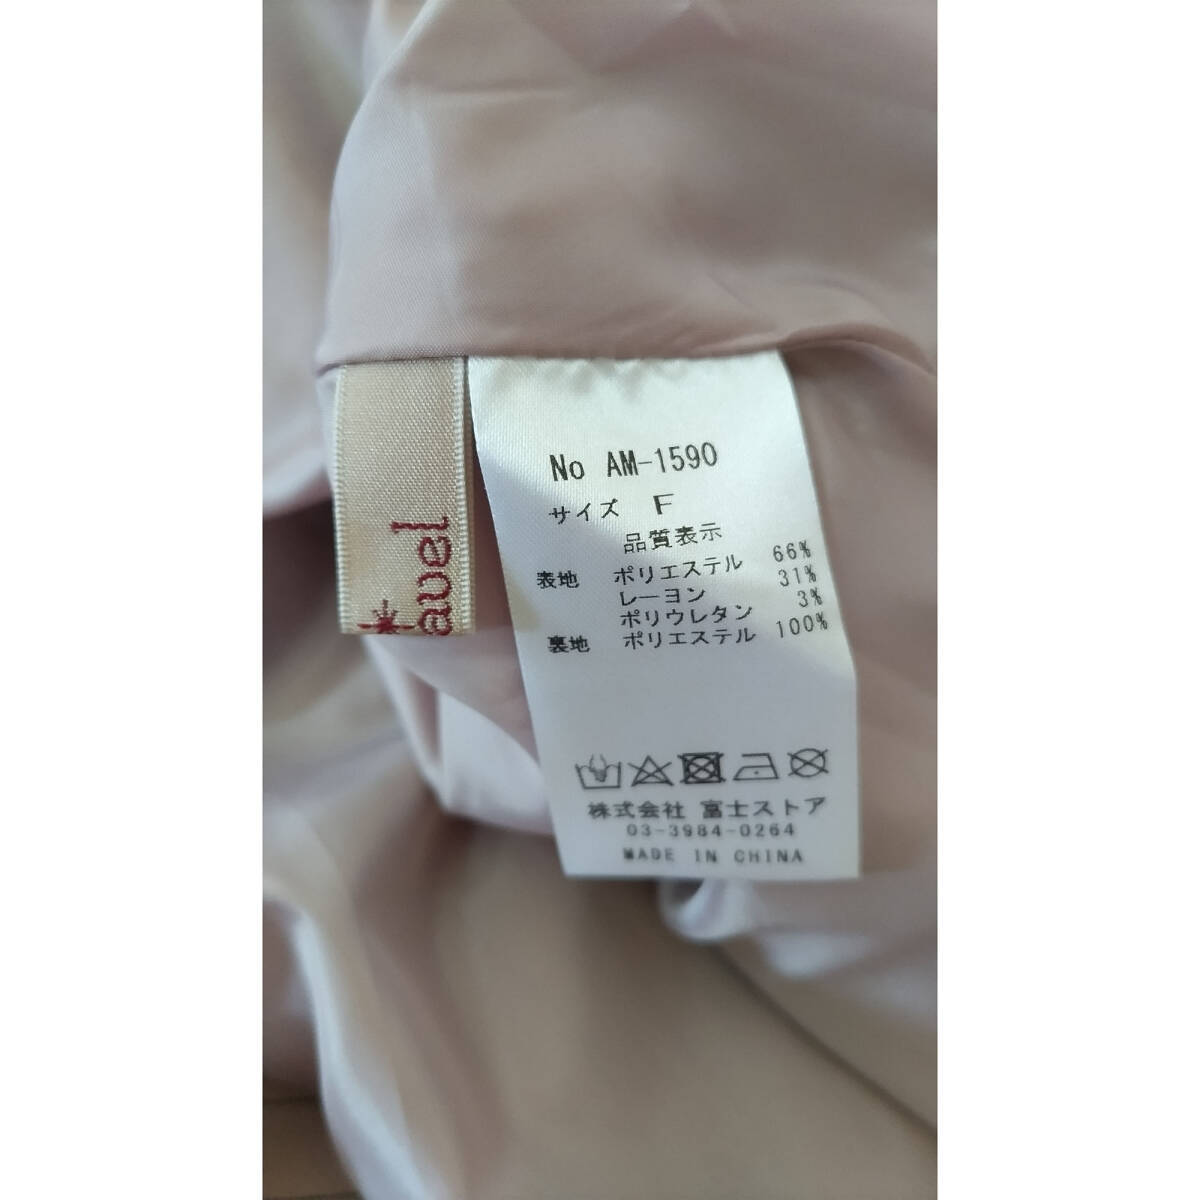 No AM-1590
サイズ F
品質表示
表地 ポリエステル 66%
レーヨン 31%
ポリウレタン 3%
裏地 ポリエステル 100%
株式会社 富士ストア
03-3984-0264
MADE IN CHINA